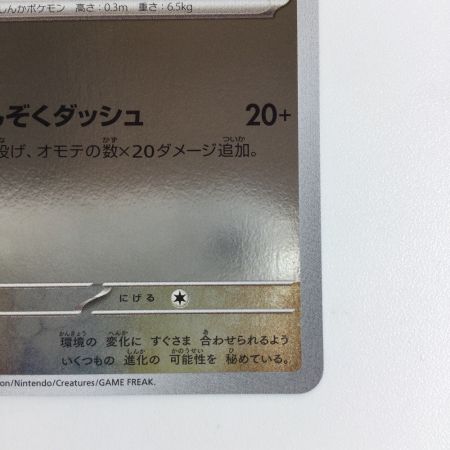 しんかポケモン 高さ：0.3m 重さ：6.5kg
ぞくダッシュ 20+
投げ、オモテの数×20ダメージ追加。
にげる
環境の 変化に すぐさま 合わせられるよう
いくつもの 進化の 可能性を 秘めている。
on/Nintendo/Creatures/GAME FREAK.